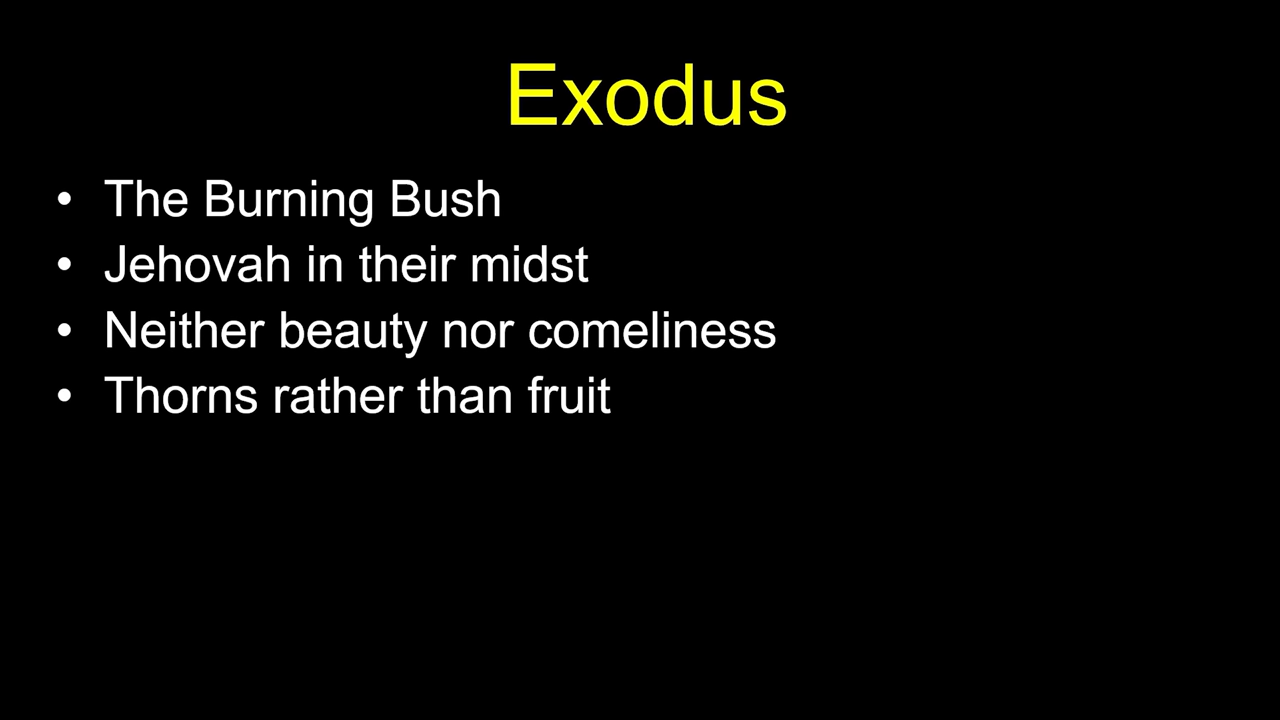 Exodus
• The Burning Bush
• Jehovah in their midst
• Neither beauty nor comeliness
• Thorns rather than fruit